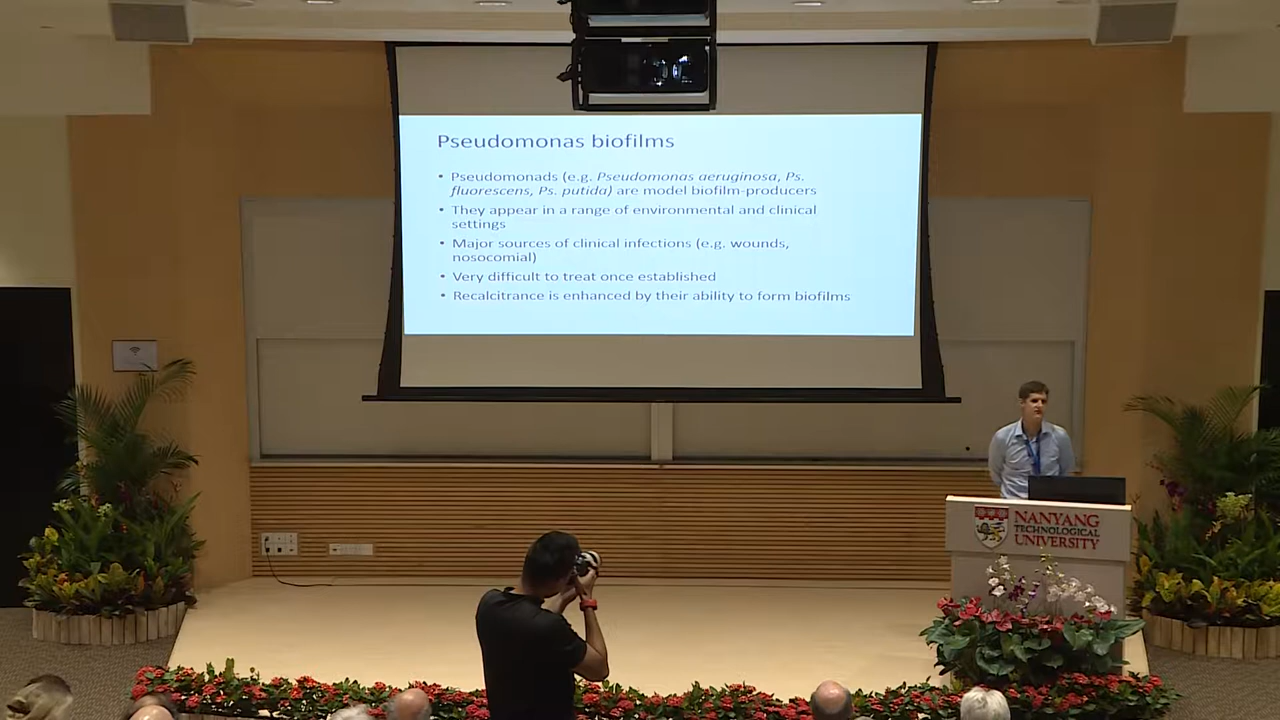 Pseudomonas biofilms
• Pseudomonads (e.g. Pseudomonas aeruginosa, Ps.
fluorescens, Ps. putida) are model biofilm-producers
• They appear in a range of environmental and clinical
settings
• Major sources of clinical infections (e.g. wounds,
nosocomial)
• Very difficult to treat once established
• Recalcitrance is enhanced by their ability to form biofilms
NANYANG
TECHNOLOGICAL
UNIVERSITY